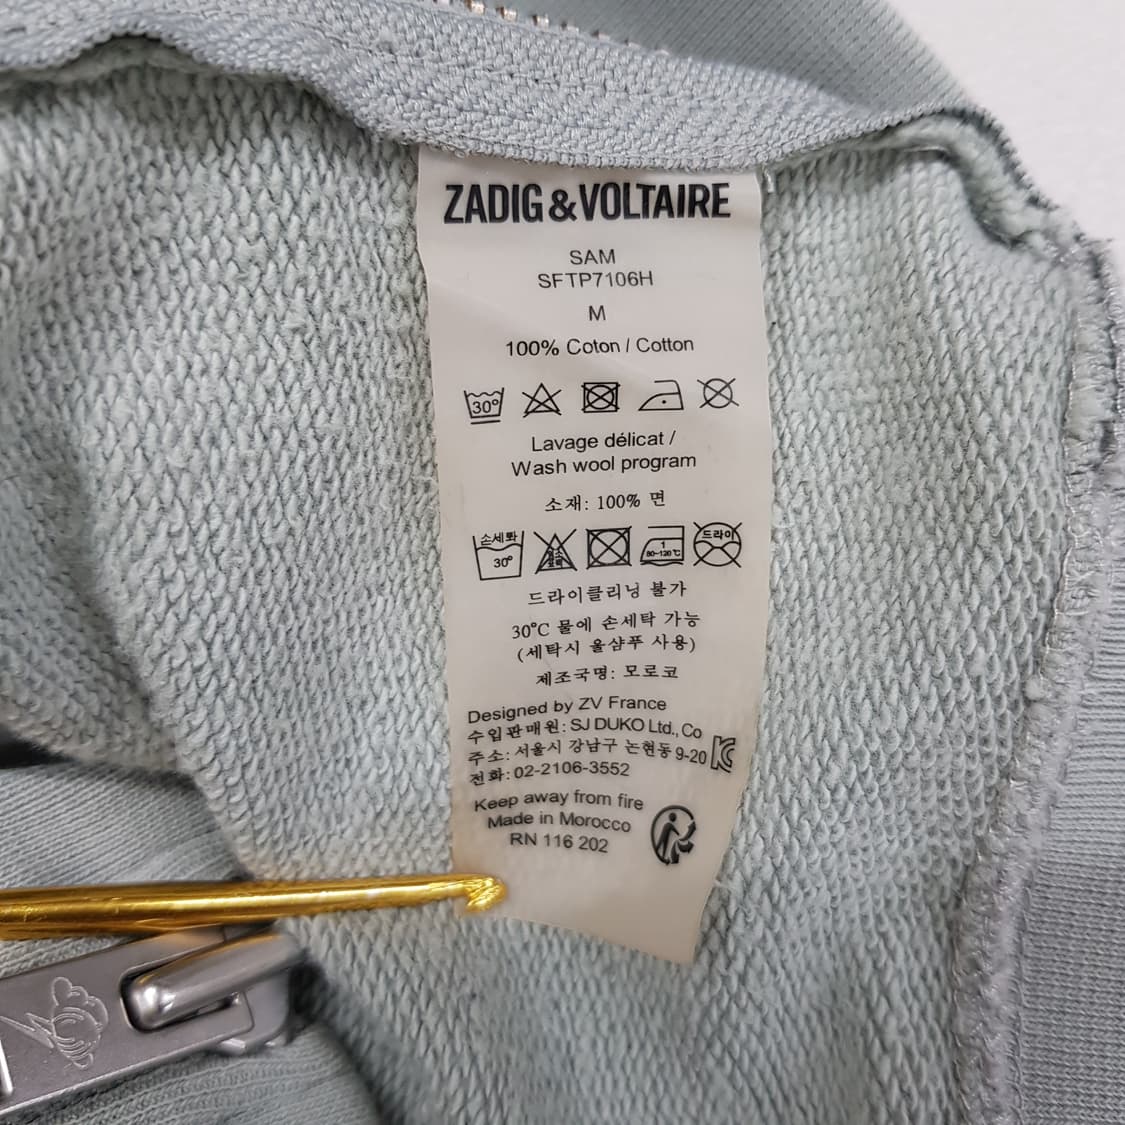 ZADIG & VOLTAIRE
SAM
SFTP7106H
M
100% Coton / Cotton
30°
Lavage délicat /
Wash wool program
소재: 100% 면
손세탁 드라이
30° 1
80~120℃
드라이클리닝 불가
30℃ 물에 손세탁 가능
(세탁시 울샴푸 사용)
제조국명: 모로코
Designed by ZV France
수입판매원: SJ DUKO Ltd., Co
주소: 서울시 강남구 논현동 9-20
전화: 02-2106-3552
Keep away from fire
Made in Morocco
RN 116 202